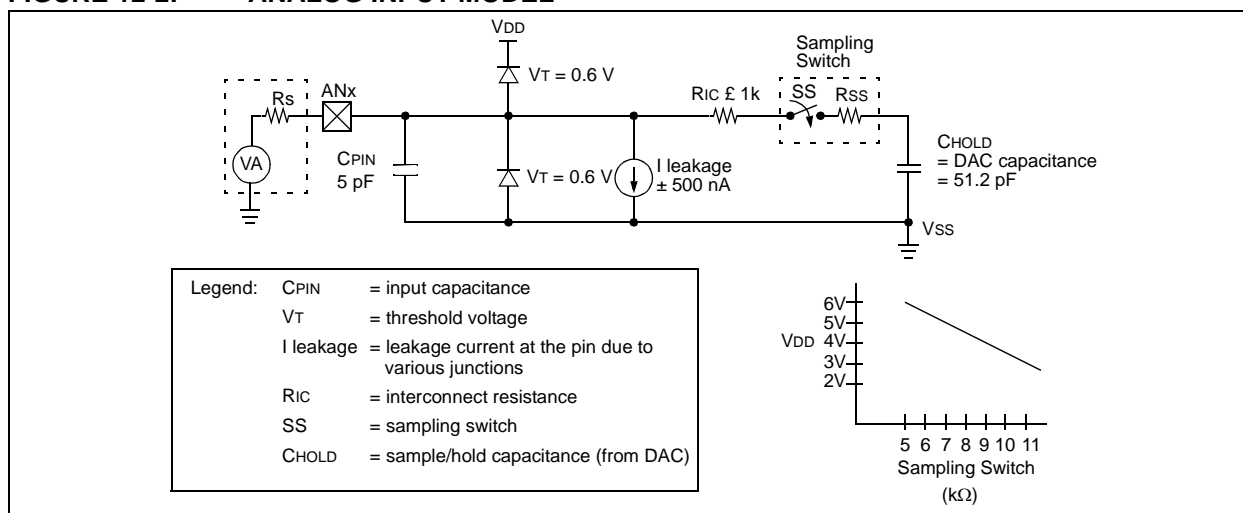 VDD
Sampling
Switch
VT = 0.6 V
Rs
ANx
RIC £ 1k
SS
RSS
VA
CPIN
5 pF
VT = 0.6 V
I leakage
± 500 nA
CHOLD
= DAC capacitance
= 51.2 pF
VSS
Legend: CPIN = input capacitance
VT = threshold voltage
I leakage = leakage current at the pin due to
various junctions
RIC = interconnect resistance
SS = sampling switch
CHOLD = sample/hold capacitance (from DAC)
6V
5V
VDD 4V
3V
2V
5 6 7 8 9 10 11
Sampling Switch
(kΩ)